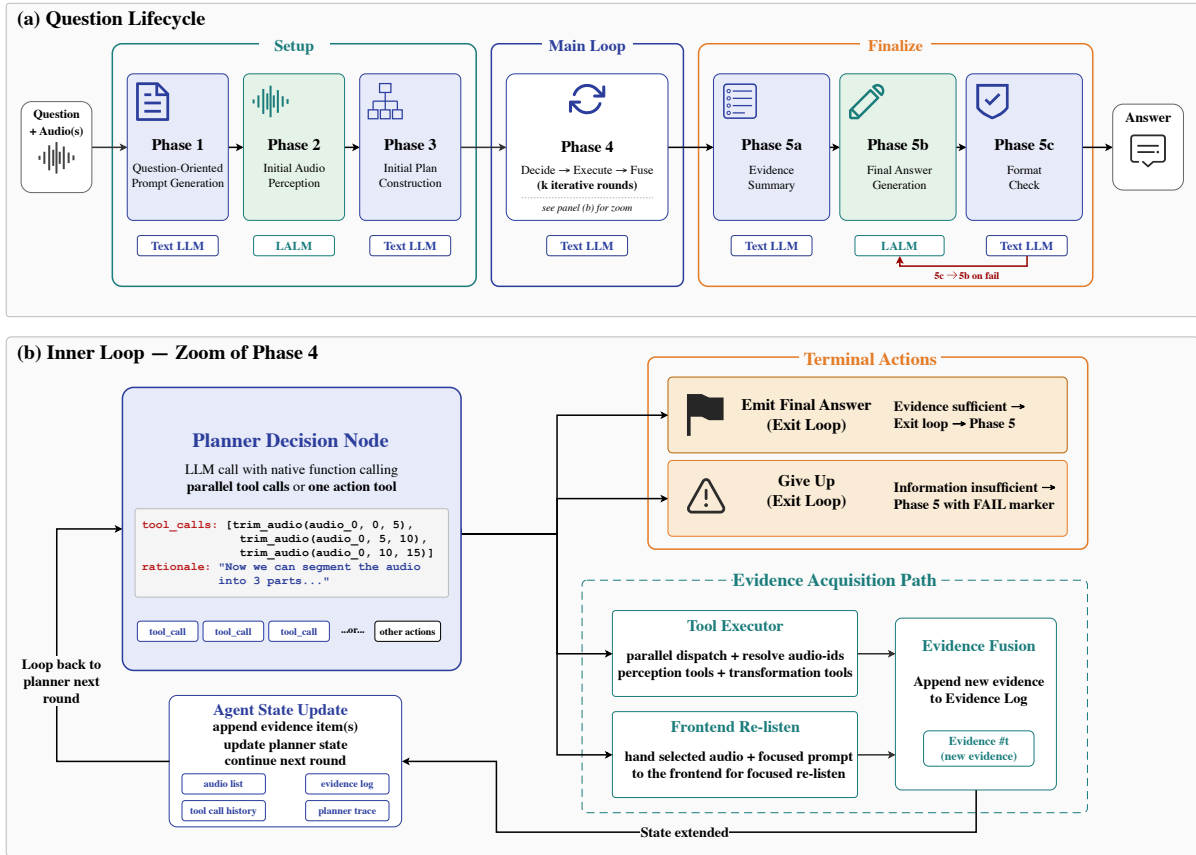 (a) Question Lifecycle
Setup
Main Loop
Finalize
Question
+ Audio(s)
Phase 1
Question-Oriented
Prompt Generation
Text LLM
Phase 2
Initial Audio
Perception
LALM
Phase 3
Initial Plan
Construction
Text LLM
Phase 4
Decide → Execute → Fuse
(k iterative rounds)
see panel (b) for zoom
Text LLM
Phase 5a
Evidence
Summary
Text LLM
Phase 5b
Final Answer
Generation
LALM
Phase 5c
Format
Check
Text LLM
5c → 5b on fail
Answer
(b) Inner Loop — Zoom of Phase 4
Planner Decision Node
LLM call with native function calling
parallel tool calls or one action tool
tool_calls: [trim_audio(audio_0, 0, 5),
trim_audio(audio_0, 5, 10),
trim_audio(audio_0, 10, 15)]
rationale: "Now we can segment the audio
into 3 parts..."
tool_call
tool_call
tool_call
...or...
other actions
Terminal Actions
Emit Final Answer
(Exit Loop)
Evidence sufficient →
Exit loop → Phase 5
Give Up
(Exit Loop)
Information insufficient →
Phase 5 with FAIL marker
Evidence Acquisition Path
Tool Executor
parallel dispatch + resolve audio-ids
perception tools + transformation tools
Frontend Re-listen
hand selected audio + focused prompt
to the frontend for focused re-listen
Evidence Fusion
Append new evidence
to Evidence Log
Evidence #t
(new evidence)
State extended
Agent State Update
append evidence item(s)
update planner state
continue next round
audio list
evidence log
tool call history
planner trace
Loop back to
planner next
round